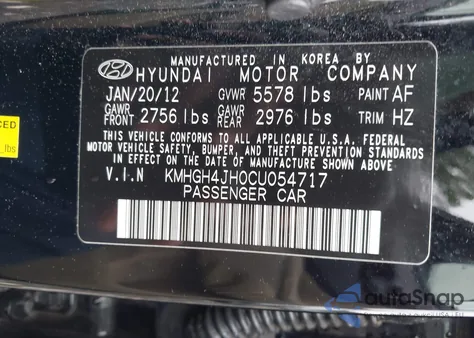 MANUFACTURED IN KOREA BY
HYUNDAI MOTOR COMPANY
JAN/20/12 GVWR 5578 lbs PAINT AF
GAWR FRONT 2756 lbs GAWR REAR 2976 lbs TRIM HZ
THIS VEHICLE CONFORMS TO ALL APPLICABLE U.S.A. FEDERAL
MOTOR VEHICLE SAFETY, BUMPER, AND THEFT PREVENTION STANDARDS
IN EFFECT ON THE DATE OF MANUFACTURE SHOWN ABOVE.
V.I.N KMHGH4JH0CU054717
PASSENGER CAR
CED
lbs
autoSnap